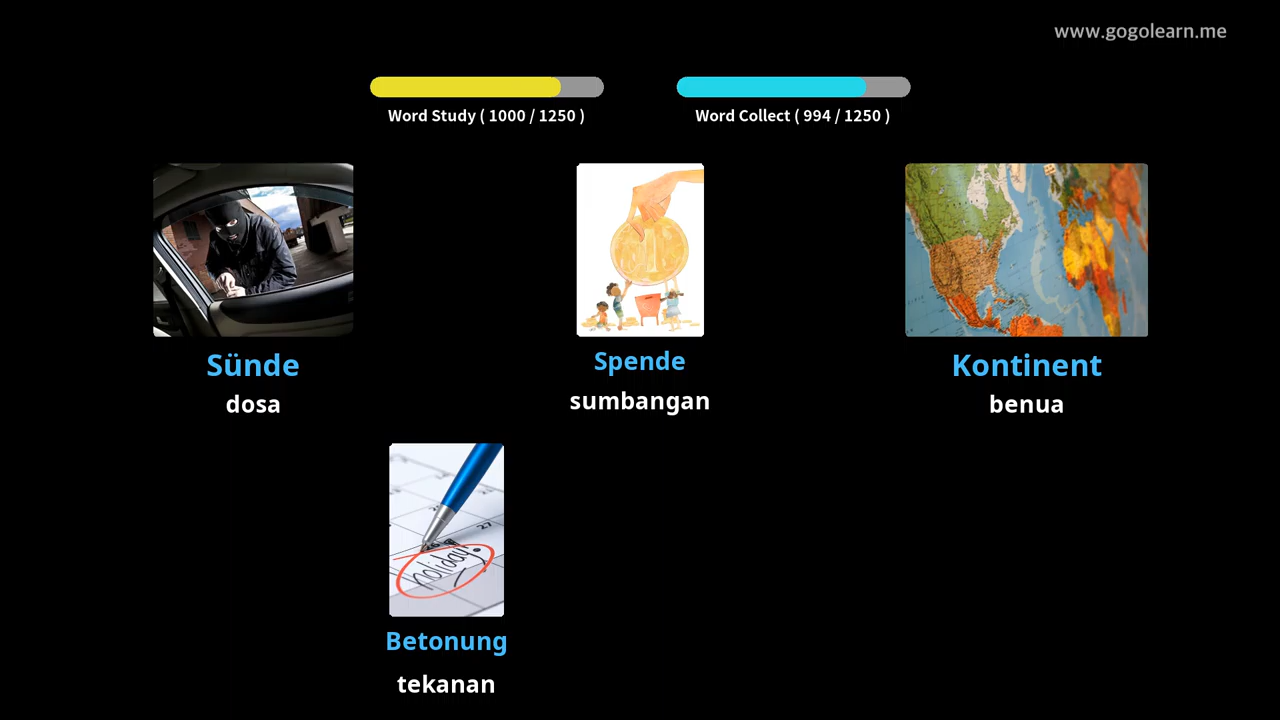 www.gogolearn.me
Word Study ( 1000 / 1250 )
Word Collect ( 994 / 1250 )
Sünde
dosa
Spende
sumbangan
Kontinent
benua
27
holiday
Betonung
tekanan